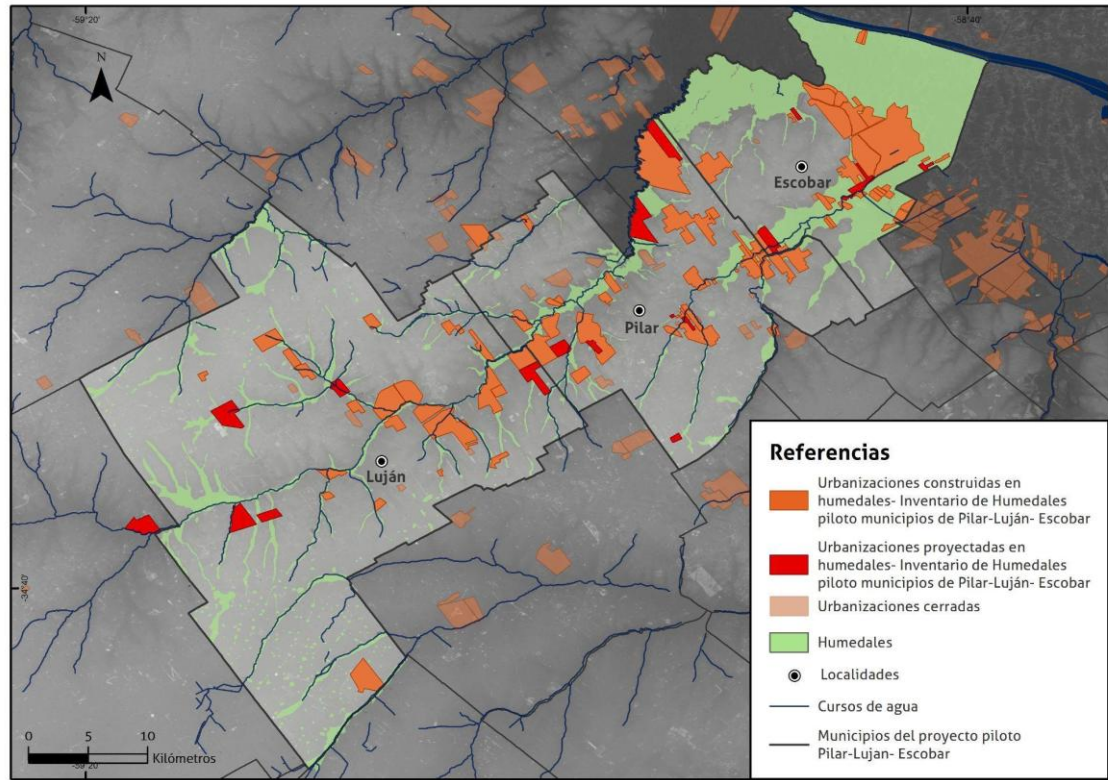 -59°20'
-58°40'
N
Escobar
Pilar
Luján
-34°40'
0 5 10
Kilómetros
-59°20'
Referencias
Urbanizaciones construidas en
humedales- Inventario de Humedales
piloto municipios de Pilar-Luján- Escobar
Urbanizaciones proyectadas en
humedales- Inventario de Humedales
piloto municipios de Pilar-Luján- Escobar
Urbanizaciones cerradas
Humedales
Localidades
Cursos de agua
Municipios del proyecto piloto
Pilar-Lujan- Escobar